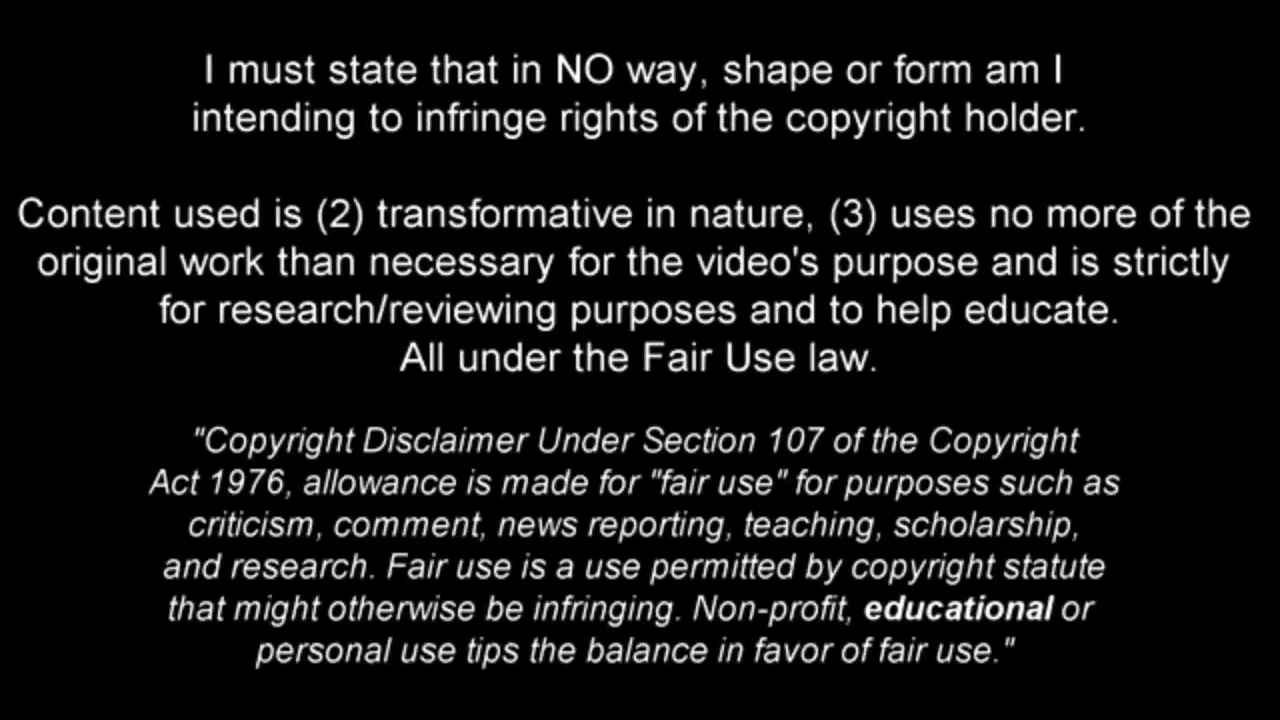 I must state that in NO way, shape or form am I
intending to infringe rights of the copyright holder.
Content used is (2) transformative in nature, (3) uses no more of the
original work than necessary for the video's purpose and is strictly
for research/reviewing purposes and to help educate.
All under the Fair Use law.
"Copyright Disclaimer Under Section 107 of the Copyright
Act 1976, allowance is made for "fair use" for purposes such as
criticism, comment, news reporting, teaching, scholarship,
and research. Fair use is a use permitted by copyright statute
that might otherwise be infringing. Non-profit, educational or
personal use tips the balance in favor of fair use."